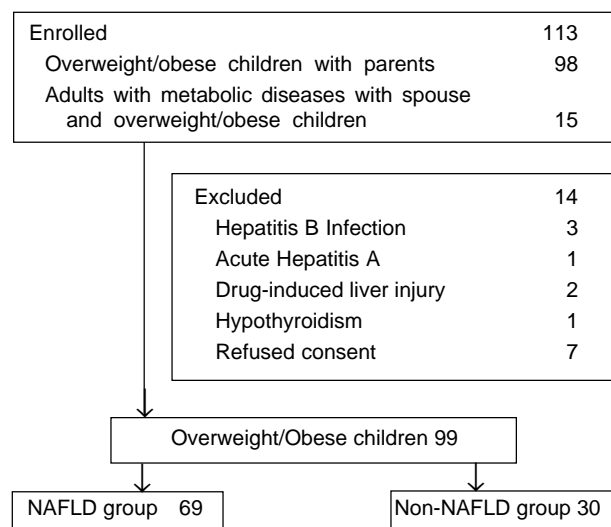 Enrolled 113
Overweight/obese children with parents 98
Adults with metabolic diseases with spouse
and overweight/obese children 15
Excluded 14
Hepatitis B Infection 3
Acute Hepatitis A 1
Drug-induced liver injury 2
Hypothyroidism 1
Refused consent 7
Overweight/Obese children 99
NAFLD group 69
Non-NAFLD group 30